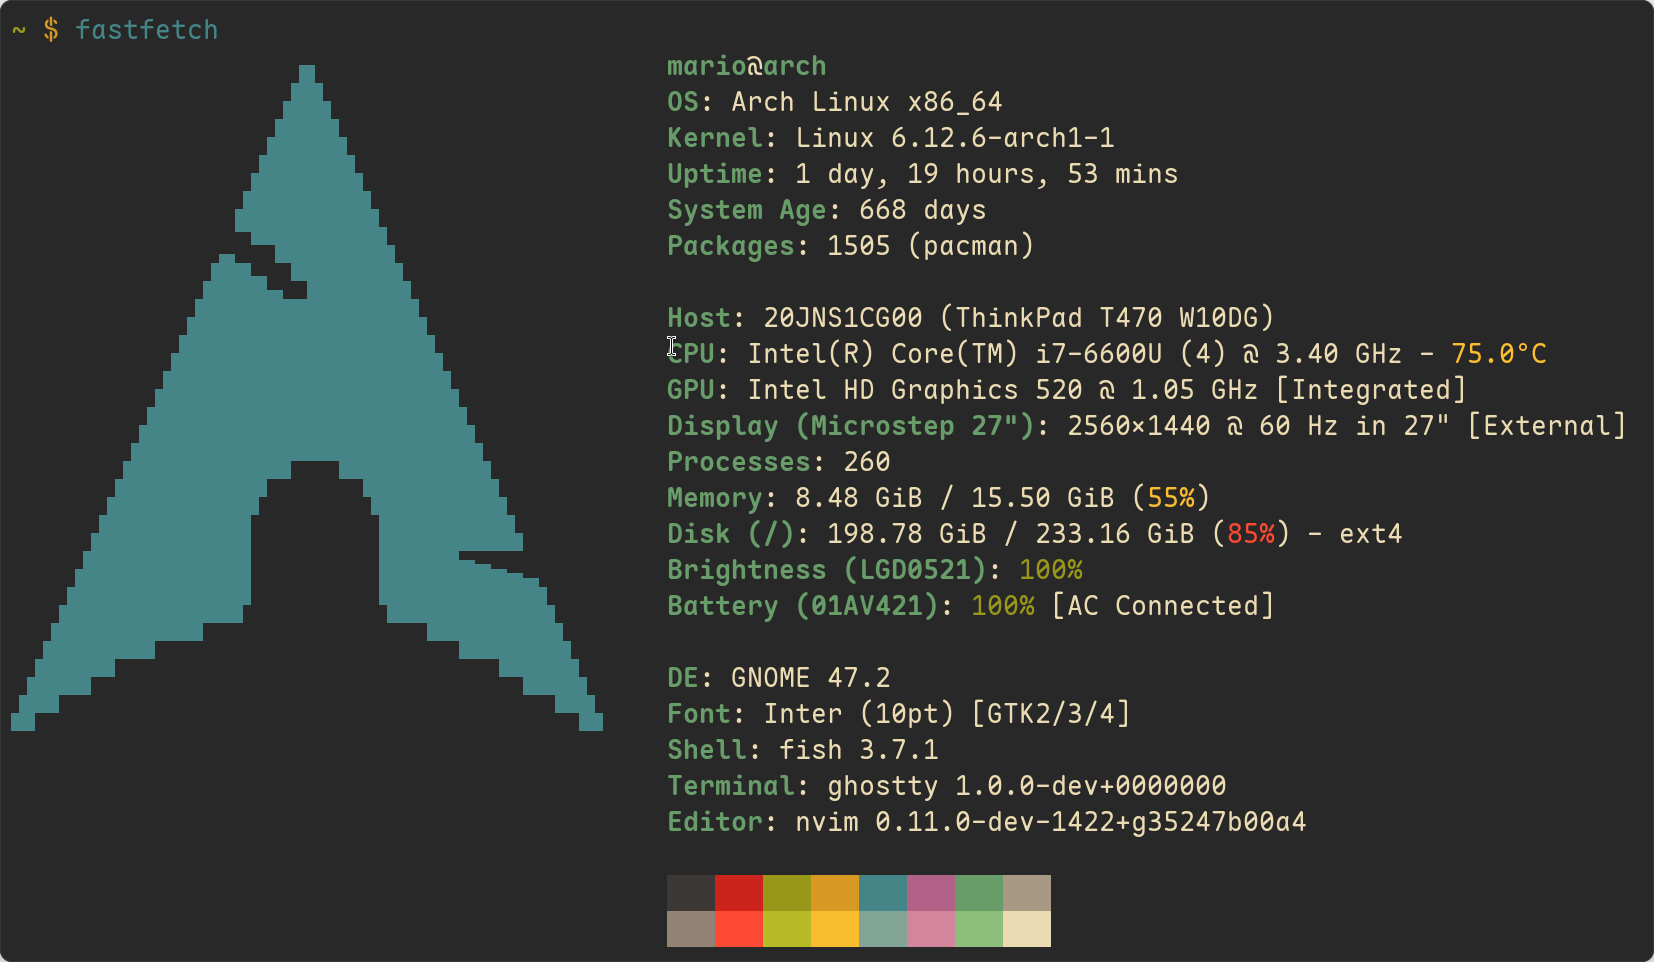 ~ $ fastfetch
mario@arch
OS: Arch Linux x86_64
Kernel: Linux 6.12.6-arch1-1
Uptime: 1 day, 19 hours, 53 mins
System Age: 668 days
Packages: 1505 (pacman)
Host: 20JNS1CG00 (ThinkPad T470 W10DG)
CPU: Intel(R) Core(TM) i7-6600U (4) @ 3.40 GHz - 75.0°C
GPU: Intel HD Graphics 520 @ 1.05 GHz [Integrated]
Display (Microstep 27"): 2560×1440 @ 60 Hz in 27" [External]
Processes: 260
Memory: 8.48 GiB / 15.50 GiB (55%)
Disk (/): 198.78 GiB / 233.16 GiB (85%) - ext4
Brightness (LGD0521): 100%
Battery (01AV421): 100% [AC Connected]
DE: GNOME 47.2
Font: Inter (10pt) [GTK2/3/4]
Shell: fish 3.7.1
Terminal: ghostty 1.0.0-dev+0000000
Editor: nvim 0.11.0-dev-1422+g35247b00a4